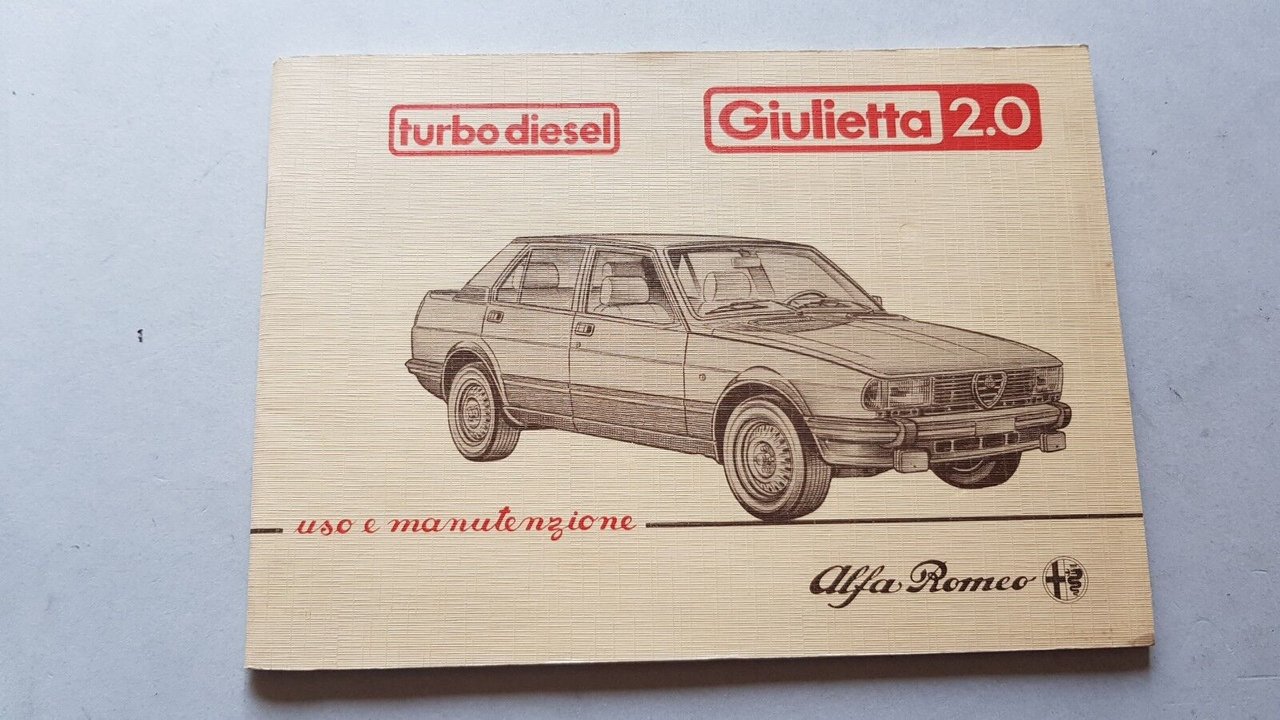 turbo diesel
Giulietta 2.0
uso e manutenzione
Alfa Romeo